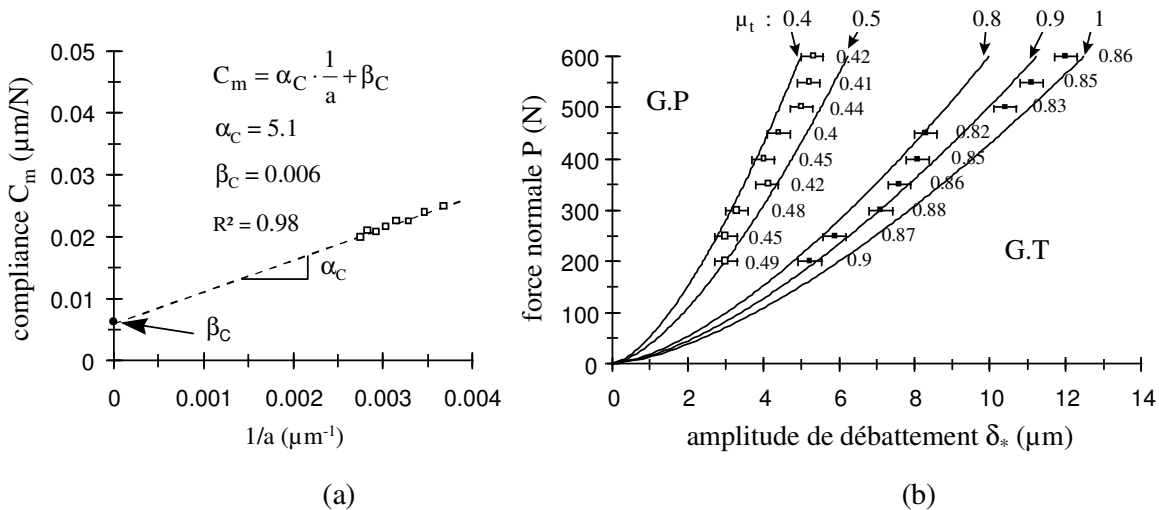 compliance Cₘ (µm/N)
0.05
0.04
0.03
0.02
0.01
0
Cₘ = α_C · 1/a + β_C
α_C = 5.1
β_C = 0.006
R² = 0.98
α_C
β_C
0 0.001 0.002 0.003 0.004
1/a (µm⁻¹)
(a)
µₜ : 0.4 0.5 0.8 0.9 1
force normale P (N)
600
500
400
300
200
100
0
G.P
G.T
0.42 0.86
0.41 0.85
0.44 0.83
0.4 0.82
0.45 0.85
0.42 0.86
0.48 0.88
0.45 0.87
0.49 0.9
0 2 4 6 8 10 12 14
amplitude de débattement δ* (µm)
(b)